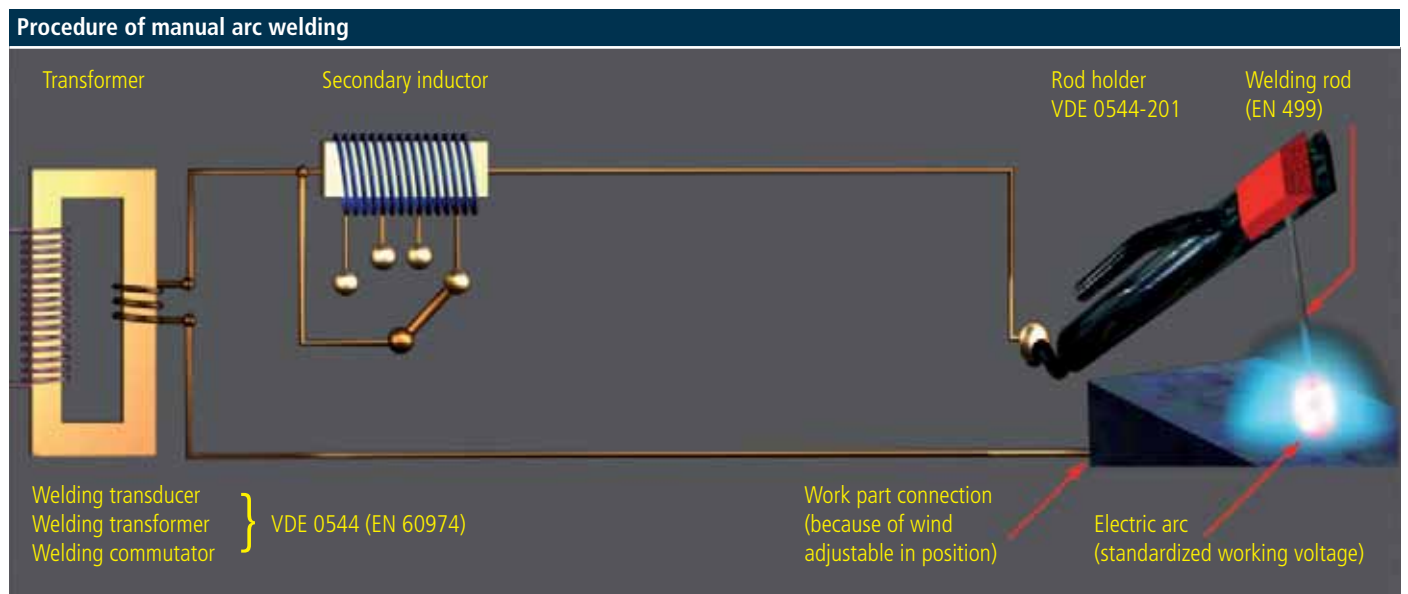 Procedure of manual arc welding
Transformer
Secondary inductor
Rod holder
VDE 0544-201
Welding rod
(EN 499)
Welding transducer
Welding transformer
Welding commutator
} VDE 0544 (EN 60974)
Work part connection
(because of wind
adjustable in position)
Electric arc
(standardized working voltage)